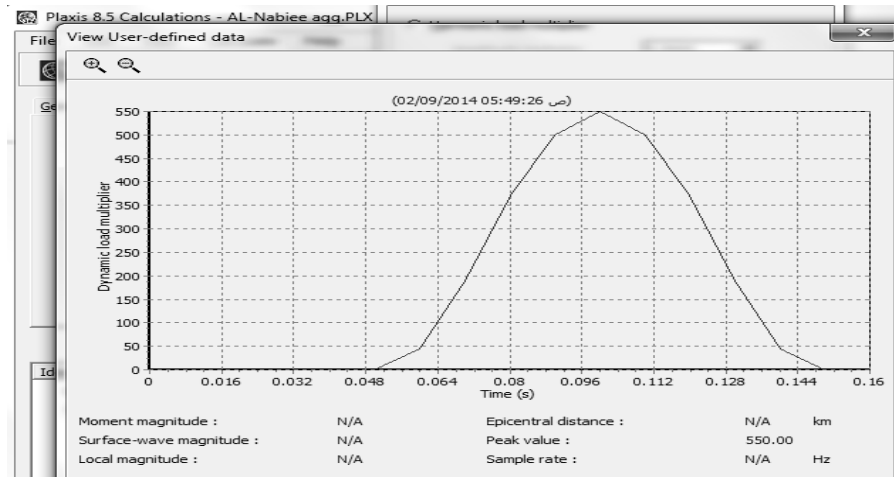 Plaxis 8.5 Calculations - AL-Nabiee agg.PLX
File
View User-defined data
Ge
(02/09/2014 05:49:26 ص)
Dynamic load multiplier
550
500
450
400
350
300
250
200
150
100
50
0
0 0.016 0.032 0.048 0.064 0.08 0.096 0.112 0.128 0.144 0.16
Time (s)
Id
Moment magnitude : N/A Epicentral distance : N/A km
Surface-wave magnitude : N/A Peak value : 550.00
Local magnitude : N/A Sample rate : N/A Hz